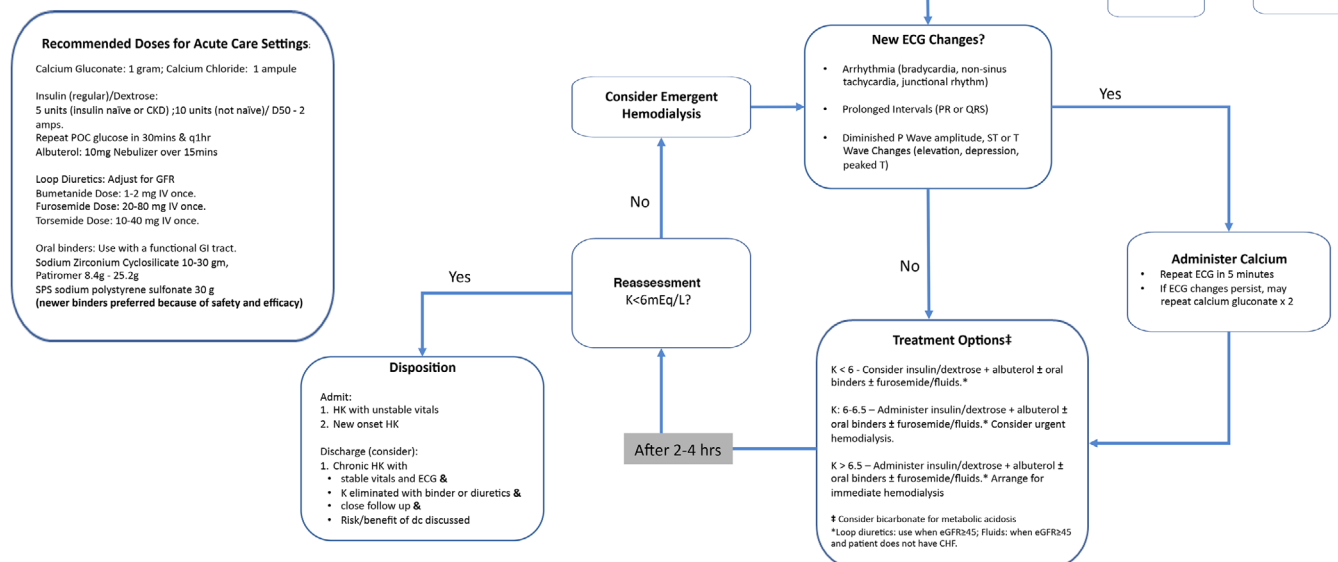 Recommended Doses for Acute Care Settings:
Calcium Gluconate: 1 gram; Calcium Chloride: 1 ampule
Insulin (regular)/Dextrose:
5 units (insulin naïve or CKD) ;10 units (not naïve)/ D50 - 2
amps.
Repeat POC glucose in 30mins & q1hr
Albuterol: 10mg Nebulizer over 15mins
Loop Diuretics: Adjust for GFR
Bumetanide Dose: 1-2 mg IV once.
Furosemide Dose: 20-80 mg IV once.
Torsemide Dose: 10-40 mg IV once.
Oral binders: Use with a functional GI tract.
Sodium Zirconium Cyclosilicate 10-30 gm,
Patiromer 8.4g - 25.2g
SPS sodium polystyrene sulfonate 30 g
(newer binders preferred because of safety and efficacy)
Consider Emergent
Hemodialysis
New ECG Changes?
• Arrhythmia (bradycardia, non-sinus
tachycardia, junctional rhythm)
• Prolonged Intervals (PR or QRS)
• Diminished P Wave amplitude, ST or T
Wave Changes (elevation, depression,
peaked T)
Yes
No
No
Administer Calcium
• Repeat ECG in 5 minutes
• If ECG changes persist, may
repeat calcium gluconate x 2
Reassessment
K<6mEq/L?
Yes
Treatment Options‡
K < 6 - Consider insulin/dextrose + albuterol ± oral
binders ± furosemide/fluids.*
K: 6-6.5 – Administer insulin/dextrose + albuterol ±
oral binders ± furosemide/fluids.* Consider urgent
hemodialysis.
K > 6.5 – Administer insulin/dextrose + albuterol ±
oral binders ± furosemide/fluids.* Arrange for
immediate hemodialysis
‡ Consider bicarbonate for metabolic acidosis
*Loop diuretics: use when eGFR≥45; Fluids: when eGFR≥45
and patient does not have CHF.
After 2-4 hrs
Disposition
Admit:
1. HK with unstable vitals
2. New onset HK
Discharge (consider):
1. Chronic HK with
• stable vitals and ECG &
• K eliminated with binder or diuretics &
• close follow up &
• Risk/benefit of dc discussed